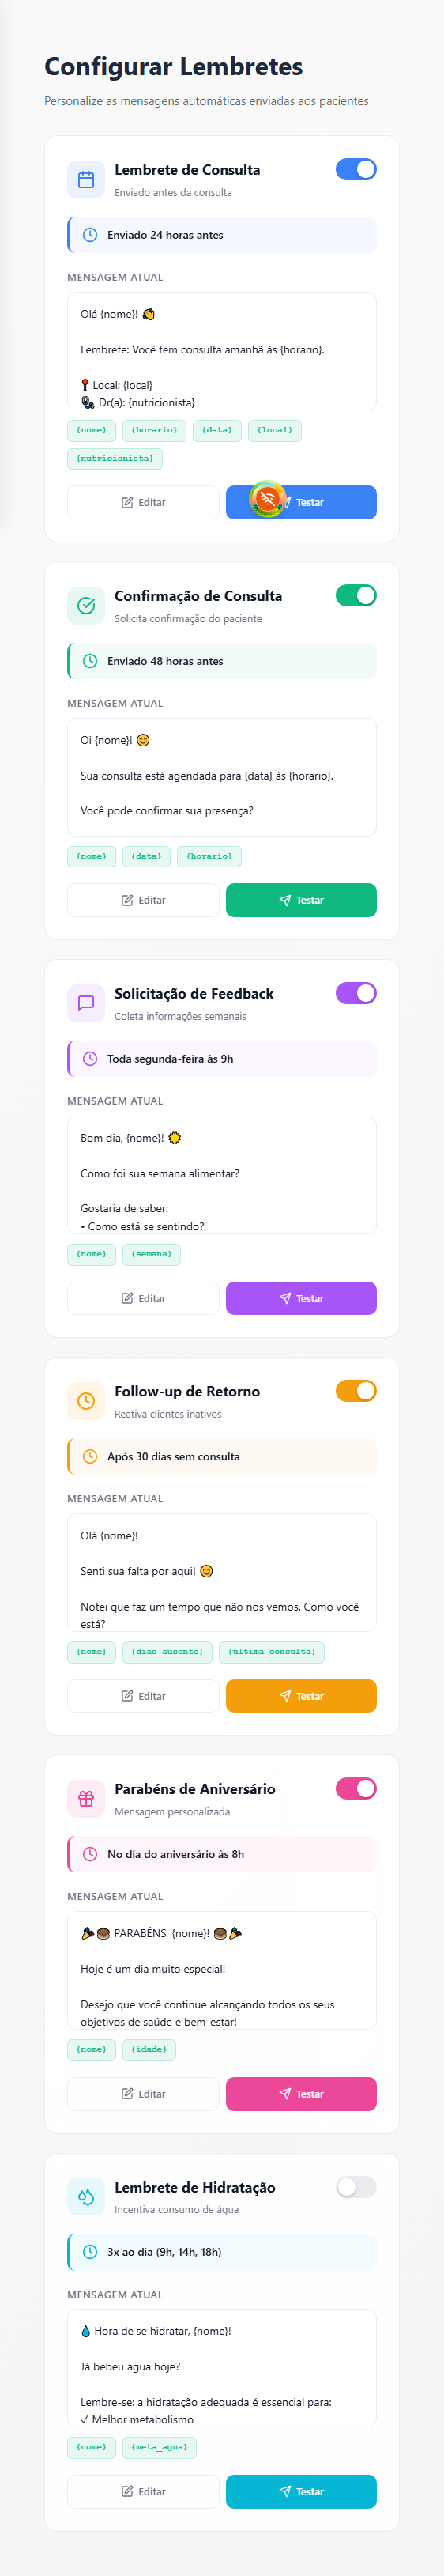 Configurar Lembretes
Personalize as mensagens automáticas enviadas aos pacientes
Lembrete de Consulta
Enviado antes da consulta
Enviado 24 horas antes
MENSAGEM ATUAL
Olá {nome}! 👋
Lembrete: Você tem consulta amanhã às {horario}.
📍 Local: {local}
👩‍⚕️ Dr(a): {nutricionista}
{nome} {horario} {data} {local}
{nutricionista}
Editar Testar
Confirmação de Consulta
Solicita confirmação do paciente
Enviado 48 horas antes
MENSAGEM ATUAL
Oi {nome}! 😊
Sua consulta está agendada para {data} às {horario}.
Você pode confirmar sua presença?
{nome} {data} {horario}
Editar Testar
Solicitação de Feedback
Coleta informações semanais
Toda segunda-feira às 9h
MENSAGEM ATUAL
Bom dia, {nome}! ☀️
Como foi sua semana alimentar?
Gostaria de saber:
• Como está se sentindo?
{nome} {semana}
Editar Testar
Follow-up de Retorno
Reativa clientes inativos
Após 30 dias sem consulta
MENSAGEM ATUAL
Olá {nome}!
Senti sua falta por aqui! 😊
Notei que faz um tempo que não nos vemos. Como você
está?
{nome} {dias_ausente} {ultima_consulta}
Editar Testar
Parabéns de Aniversário
Mensagem personalizada
No dia do aniversário às 8h
MENSAGEM ATUAL
🎉🎂 PARABÉNS, {nome}! 🎂🎉
Hoje é um dia muito especial!
Desejo que você continue alcançando todos os seus
objetivos de saúde e bem-estar!
{nome} {idade}
Editar Testar
Lembrete de Hidratação
Incentiva consumo de água
3x ao dia (9h, 14h, 18h)
MENSAGEM ATUAL
💧 Hora de se hidratar, {nome}!
Já bebeu água hoje?
Lembre-se: a hidratação adequada é essencial para:
✓ Melhor metabolismo
{nome} {meta_agua}
Editar Testar